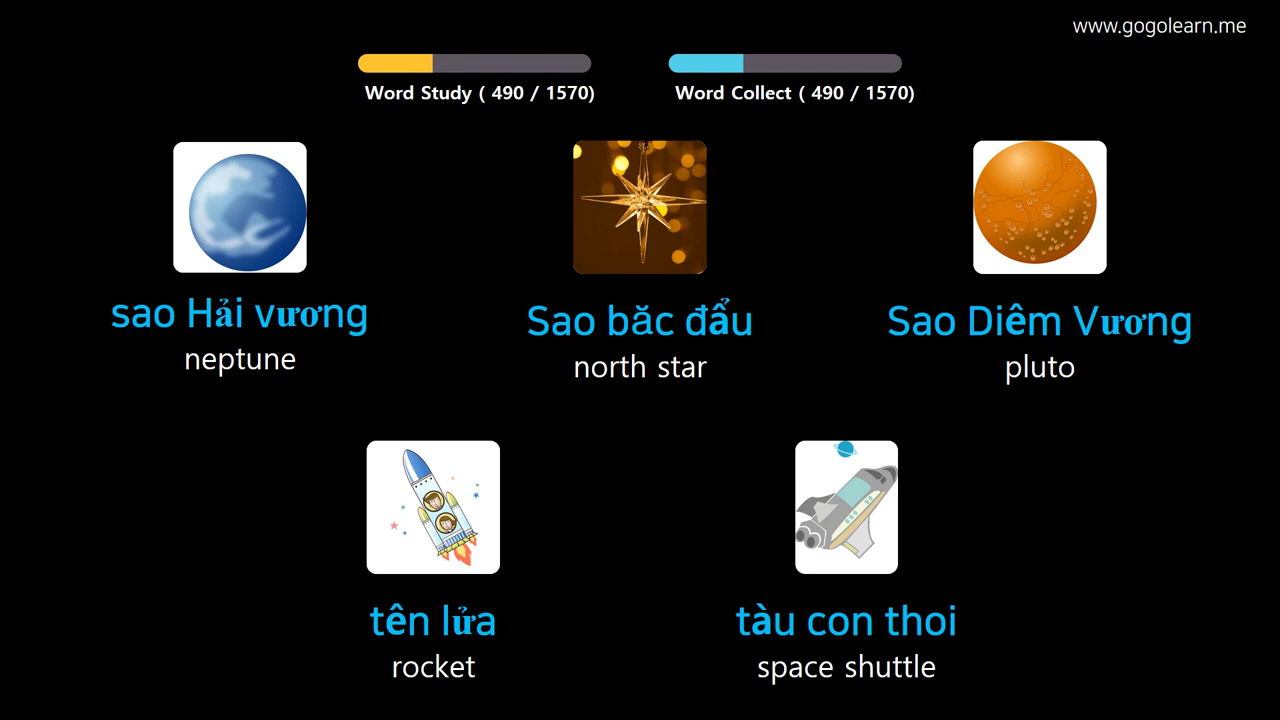 www.gogolearn.me
Word Study ( 490 / 1570)
Word Collect ( 490 / 1570)
sao Hải vương
neptune
Sao băc đẩu
north star
Sao Diêm Vương
pluto
tên lửa
rocket
tàu con thoi
space shuttle